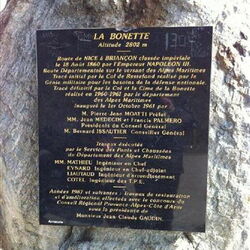 LA BONETTE
Altitude 2802 m
Route de NICE à BRIANÇON classée impériale
le 18 Août 1860 par l'Empereur NAPOLEON III.
Route Départementale sur le versant des Alpes Maritimes
Tracé initial par le Col de Restefond réalisé par le
Génie militaire pour les besoins de la défense nationale.
Tracé définitif par le Col et la Cime de la Bonette
réalisé en 1960/1961 par le département
des Alpes Maritimes
inauguré le 1er Octobre 1961 par
M. Pierre Jean MOATTI Préfet
MM. Jean MEDECIN et Francis PALMERO
Présidents du Conseil Général
M. Bernard ISSAUTIER Conseiller Général
Travaux exécutés
par le Service des Ponts et Chaussées
du Département des Alpes Maritimes
MM. MATHIEU Ingénieur en Chef
EYNARD Ingénieur en Chef-adjoint
LIAUTAUD Ingénieur d'arrondissement
COTEL Ingénieur des T.P.E.
Années 1983 et suivantes : travaux de restauration
et d'amélioration effectués avec le concours du
Conseil Régional Provence-Alpes-Côte d'Azur
sous la présidence de
Monsieur Jean Claude GAUDIN.